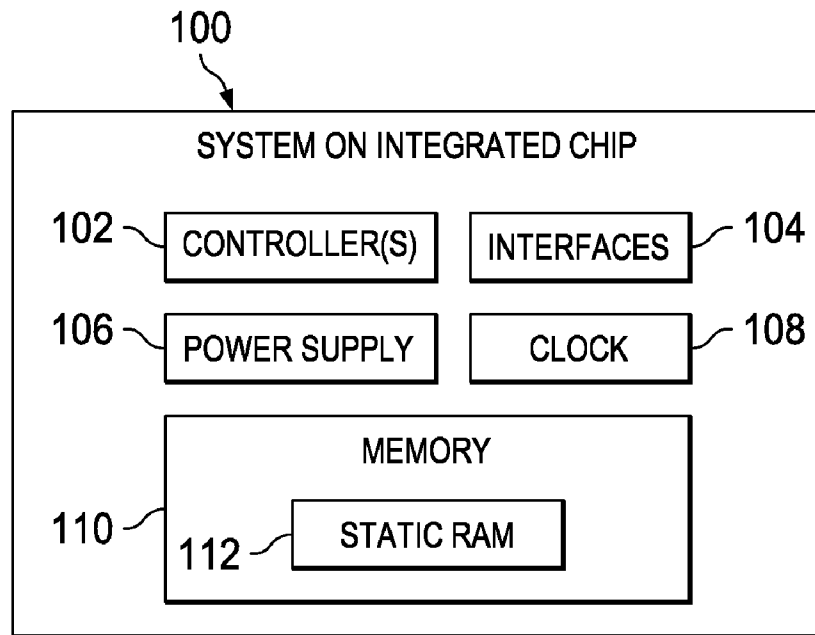 100
SYSTEM ON INTEGRATED CHIP
102 CONTROLLER(S) INTERFACES 104
106 POWER SUPPLY CLOCK 108
MEMORY
110
112 STATIC RAM